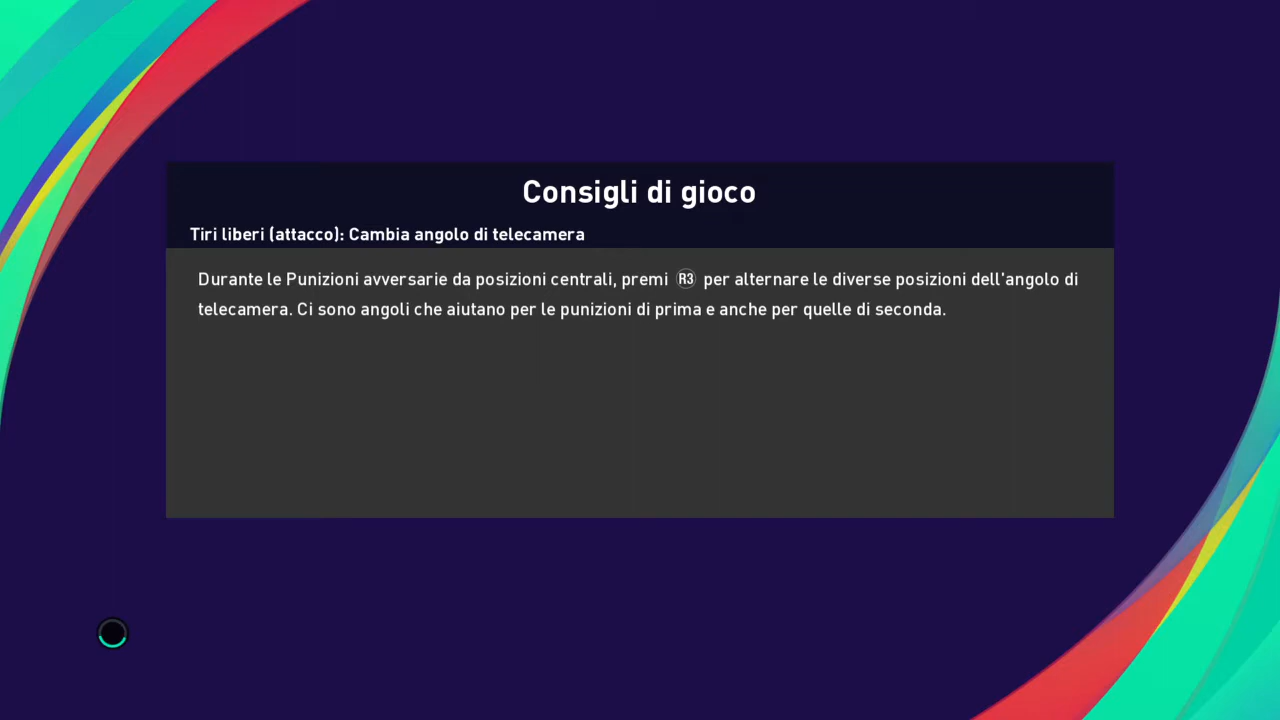 Consigli di gioco
Tiri liberi (attacco): Cambia angolo di telecamera
Durante le Punizioni avversarie da posizioni centrali, premi R3 per alternare le diverse posizioni dell'angolo di
telecamera. Ci sono angoli che aiutano per le punizioni di prima e anche per quelle di seconda.